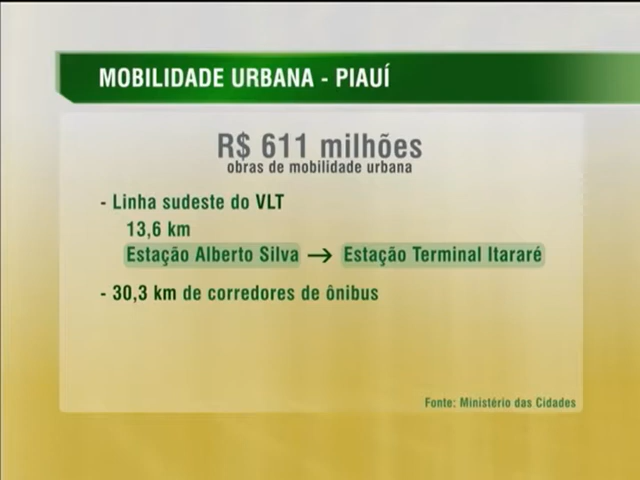 MOBILIDADE URBANA - PIAUÍ
R$ 611 milhões
obras de mobilidade urbana
- Linha sudeste do VLT
13,6 km
Estação Alberto Silva → Estação Terminal Itararé
- 30,3 km de corredores de ônibus
Fonte: Ministério das Cidades